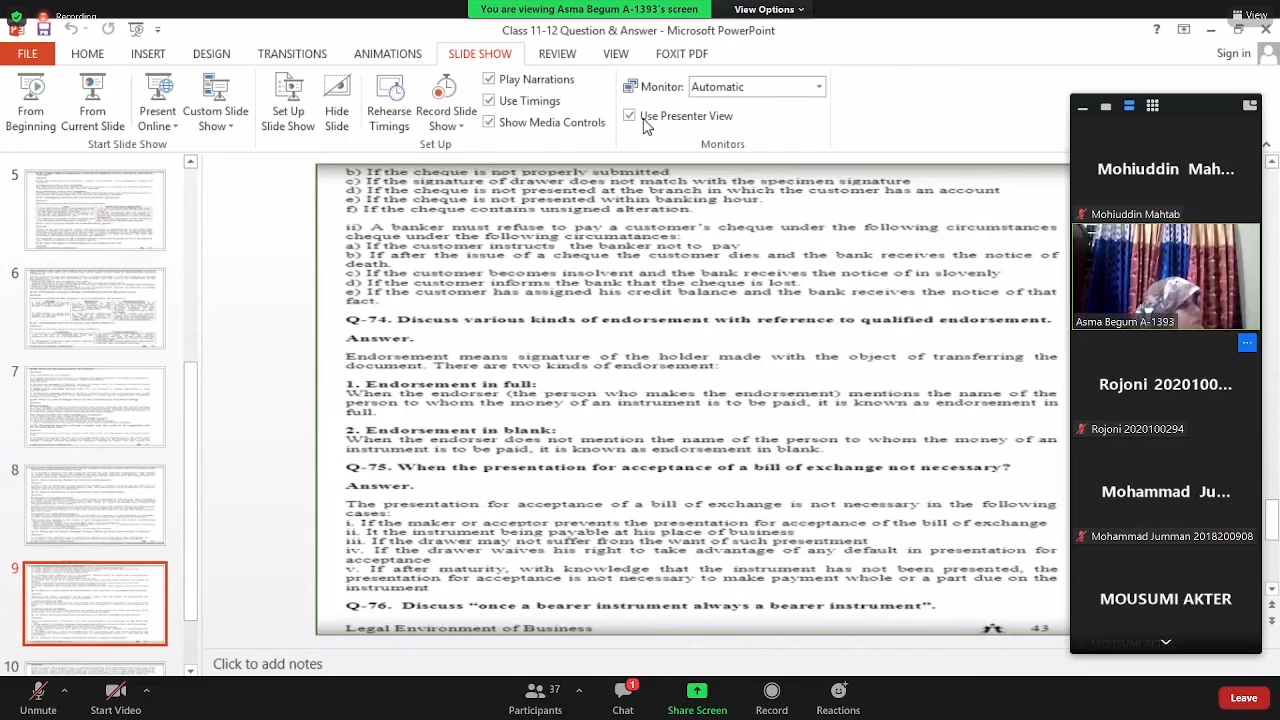 Recording
You are viewing Asma Begum A-1393's screen
View Options
View
Class 11-12 Question & Answer - Microsoft PowerPoint
FILE HOME INSERT DESIGN TRANSITIONS ANIMATIONS SLIDE SHOW REVIEW VIEW FOXIT PDF
Sign in
From Beginning
From Current Slide
Present Online
Custom Slide Show
Set Up Slide Show
Hide Slide
Rehearse Timings
Record Slide Show
Play Narrations
Use Timings
Show Media Controls
Monitor: Automatic
Use Presenter View
Start Slide Show
Set Up
Monitors
5
6
7
8
9
10
b) If the cheque is not properly submitted
c) If the signature of drawer does not match with the specimen signature
d) If the cheque is not presented at the branch in which the customer has an account
e) If the cheque is not presented within banking hour.
f) If the cheque contains unsigned alteration.
ii) A banker must refuse to pay a customer's cheque under the following circumstances
cheque under the following circumstances:
a) If the customer instructs the banker not to pay
b) If after the issue of a cheque the customer dies and the bank receives the notice of
death.
c) If the customer becomes insolvent and the bank receives the notice of in slovenly
d) If the customer informs the bank that the cheque is lost.
e) If the customer has assigned his credit balance and the bank receives the notice of that
fact.
Q-74. Discuss various kind of endorsement with reference to qualified endorsement.
Answer.
Endorsement means signature of the holder made with the object of transferring the
document. There are two kinds of endorsement:
1. Endorsement in full:
When the endorser (the person who makes the endorsement) mentions the name of the
person to whom the money of an instrument is to be paid, it is known as endorsement in
full.
2. Endorsement in blank:
When the endorser does not mention the name of the person to whom the money of an
instrument is to be paid, it is known as endorsement in blank.
Q-75. When the presentation for acceptance of a bill of exchange not necessary?
Answer.
The presentation for acceptance of a bill of exchange is not necessary in the following
cases:
i. If the maker or acceptor prevents the presentation for acceptance of the bill of exchange
ii. It the instrument being payable at his place of business
iii. If the drawer may not suffer from the want of such presentment
iv. If the drawer waives his right to take advantage of any default in presentation for
acceptance
v. If after maturity and knowledge that the instrument has not been presented, the
instrument
Q-76. Discuss "Once a bearer instrument always a bearer instrument".
Legal Environment of Business 43
Click to add notes
Mohiuddin Mah...
Mohiuddin Mahtab
Asma Begum A-1393
Rojoni 2020100...
Rojoni 2020100294
Mohammad Ju...
Mohammad Jumman 2018200908
MOUSUMI AKTER
Unmute
Start Video
Participants 37
Chat 1
Share Screen
Record
Reactions
Leave